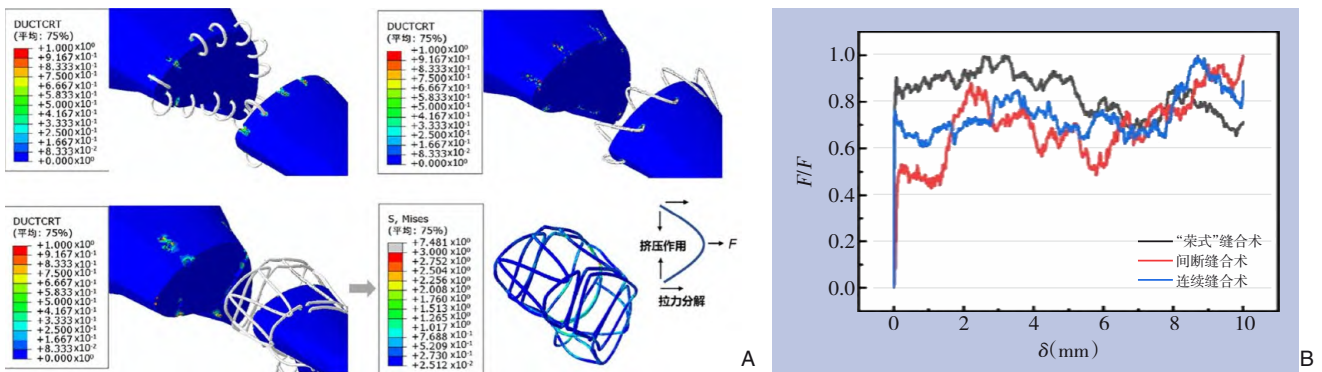 DUCTCRT
(平均: 75%)
+1.000x10⁰
+9.167x10⁻¹
+8.333x10⁻¹
+7.500x10⁻¹
+6.667x10⁻¹
+5.833x10⁻¹
+5.000x10⁻¹
+4.167x10⁻¹
+3.333x10⁻¹
+2.500x10⁻¹
+1.667x10⁻¹
+8.333x10⁻²
+0.000x10⁰
DUCTCRT
(平均: 75%)
+1.000x10⁰
+9.167x10⁻¹
+8.333x10⁻¹
+7.500x10⁻¹
+6.667x10⁻¹
+5.833x10⁻¹
+5.000x10⁻¹
+4.167x10⁻¹
+3.333x10⁻¹
+2.500x10⁻¹
+1.667x10⁻¹
+8.333x10⁻²
+0.000x10⁰
DUCTCRT
(平均: 75%)
+1.000x10⁰
+9.167x10⁻¹
+8.333x10⁻¹
+7.500x10⁻¹
+6.667x10⁻¹
+5.833x10⁻¹
+5.000x10⁻¹
+4.167x10⁻¹
+3.333x10⁻¹
+2.500x10⁻¹
+1.667x10⁻¹
+8.333x10⁻²
+0.000x10⁰
S, Mises
(平均: 75%)
+7.481x10⁰
+3.000x10⁰
+2.752x10⁰
+2.504x10⁰
+2.256x10⁰
+2.008x10⁰
+1.760x10⁰
+1.513x10⁰
+1.265x10⁰
+1.017x10⁰
+7.688x10⁻¹
+5.209x10⁻¹
+2.730x10⁻¹
+2.512x10⁻²
挤压作用
F
拉力分解
A
F/F
1.0
0.8
0.6
0.4
0.2
0.0
“荣式”缝合术
间断缝合术
连续缝合术
0 2 4 6 8 10
δ(mm)
B